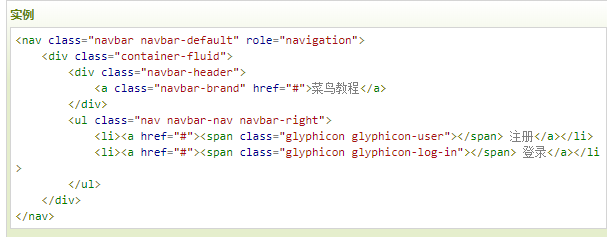 实例
<nav class="navbar navbar-default" role="navigation">
    <div class="container-fluid">
        <div class="navbar-header">
            <a class="navbar-brand" href="#">菜鸟教程</a>
        </div>
        <ul class="nav navbar-nav navbar-right">
            <li><a href="#"><span class="glyphicon glyphicon-user"></span> 注册</a></li>
            <li><a href="#"><span class="glyphicon glyphicon-log-in"></span> 登录</a></li
>
        </ul>
    </div>
</nav>